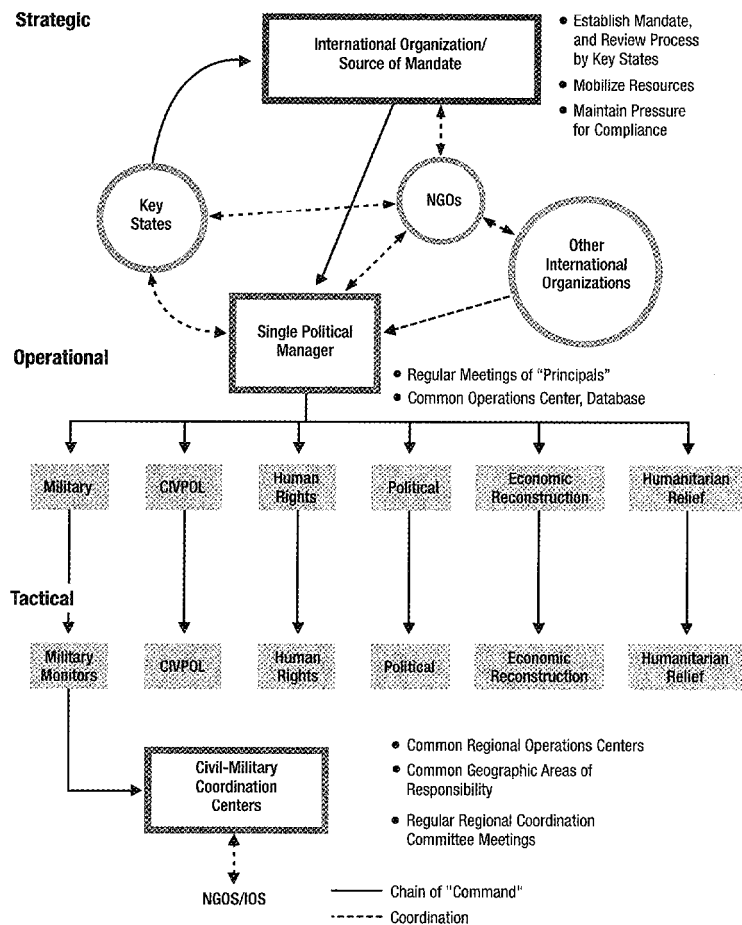 Strategic
International Organization/
Source of Mandate
• Establish Mandate,
and Review Process
by Key States
• Mobilize Resources
• Maintain Pressure
for Compliance
Key
States
NGOs
Other
International
Organizations
Single Political
Manager
Operational
• Regular Meetings of “Principals”
• Common Operations Center, Database
Military
CIVPOL
Human
Rights
Political
Economic
Reconstruction
Humanitarian
Relief
Tactical
Military
Monitors
CIVPOL
Human
Rights
Political
Economic
Reconstruction
Humanitarian
Relief
Civil-Military
Coordination
Centers
• Common Regional Operations Centers
• Common Geographic Areas of
Responsibility
• Regular Regional Coordination
Committee Meetings
NGOS/IOS
Chain of "Command"
Coordination